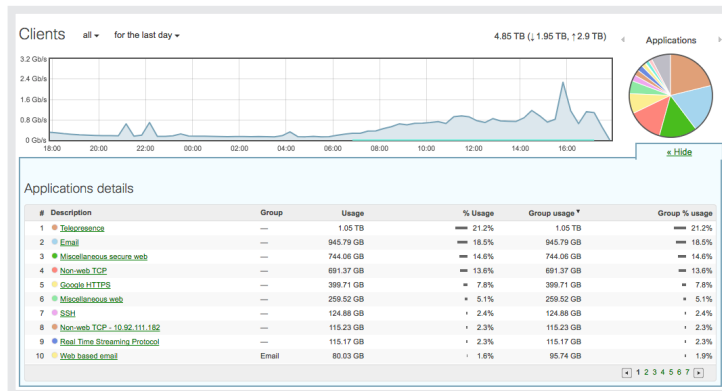 Clients all for the last day 4.85 TB (↓ 1.95 TB, ↑ 2.9 TB) Applications
3.2 Gb/s
2.4 Gb/s
1.6 Gb/s
0.8 Gb/s
0 Gb/s
18:00 20:00 22:00 00:00 02:00 04:00 06:00 08:00 10:00 12:00 14:00 16:00
« Hide
Applications details
# Description Group Usage % Usage Group usage ▼ Group % usage
1 Telepresence — 1.05 TB 21.2% 1.05 TB 21.2%
2 Email — 945.79 GB 18.5% 945.79 GB 18.5%
3 Miscellaneous secure web — 744.06 GB 14.6% 744.06 GB 14.6%
4 Non-web TCP — 691.37 GB 13.6% 691.37 GB 13.6%
5 Google HTTPS — 399.71 GB 7.8% 399.71 GB 7.8%
6 Miscellaneous web — 259.52 GB 5.1% 259.52 GB 5.1%
7 SSH — 124.88 GB 2.4% 124.88 GB 2.4%
8 Non-web TCP - 10.92.111.182 — 115.23 GB 2.3% 115.23 GB 2.3%
9 Real Time Streaming Protocol — 115.17 GB 2.3% 115.17 GB 2.3%
10 Web based email Email 80.03 GB 1.6% 95.74 GB 1.9%
1 2 3 4 5 6 7